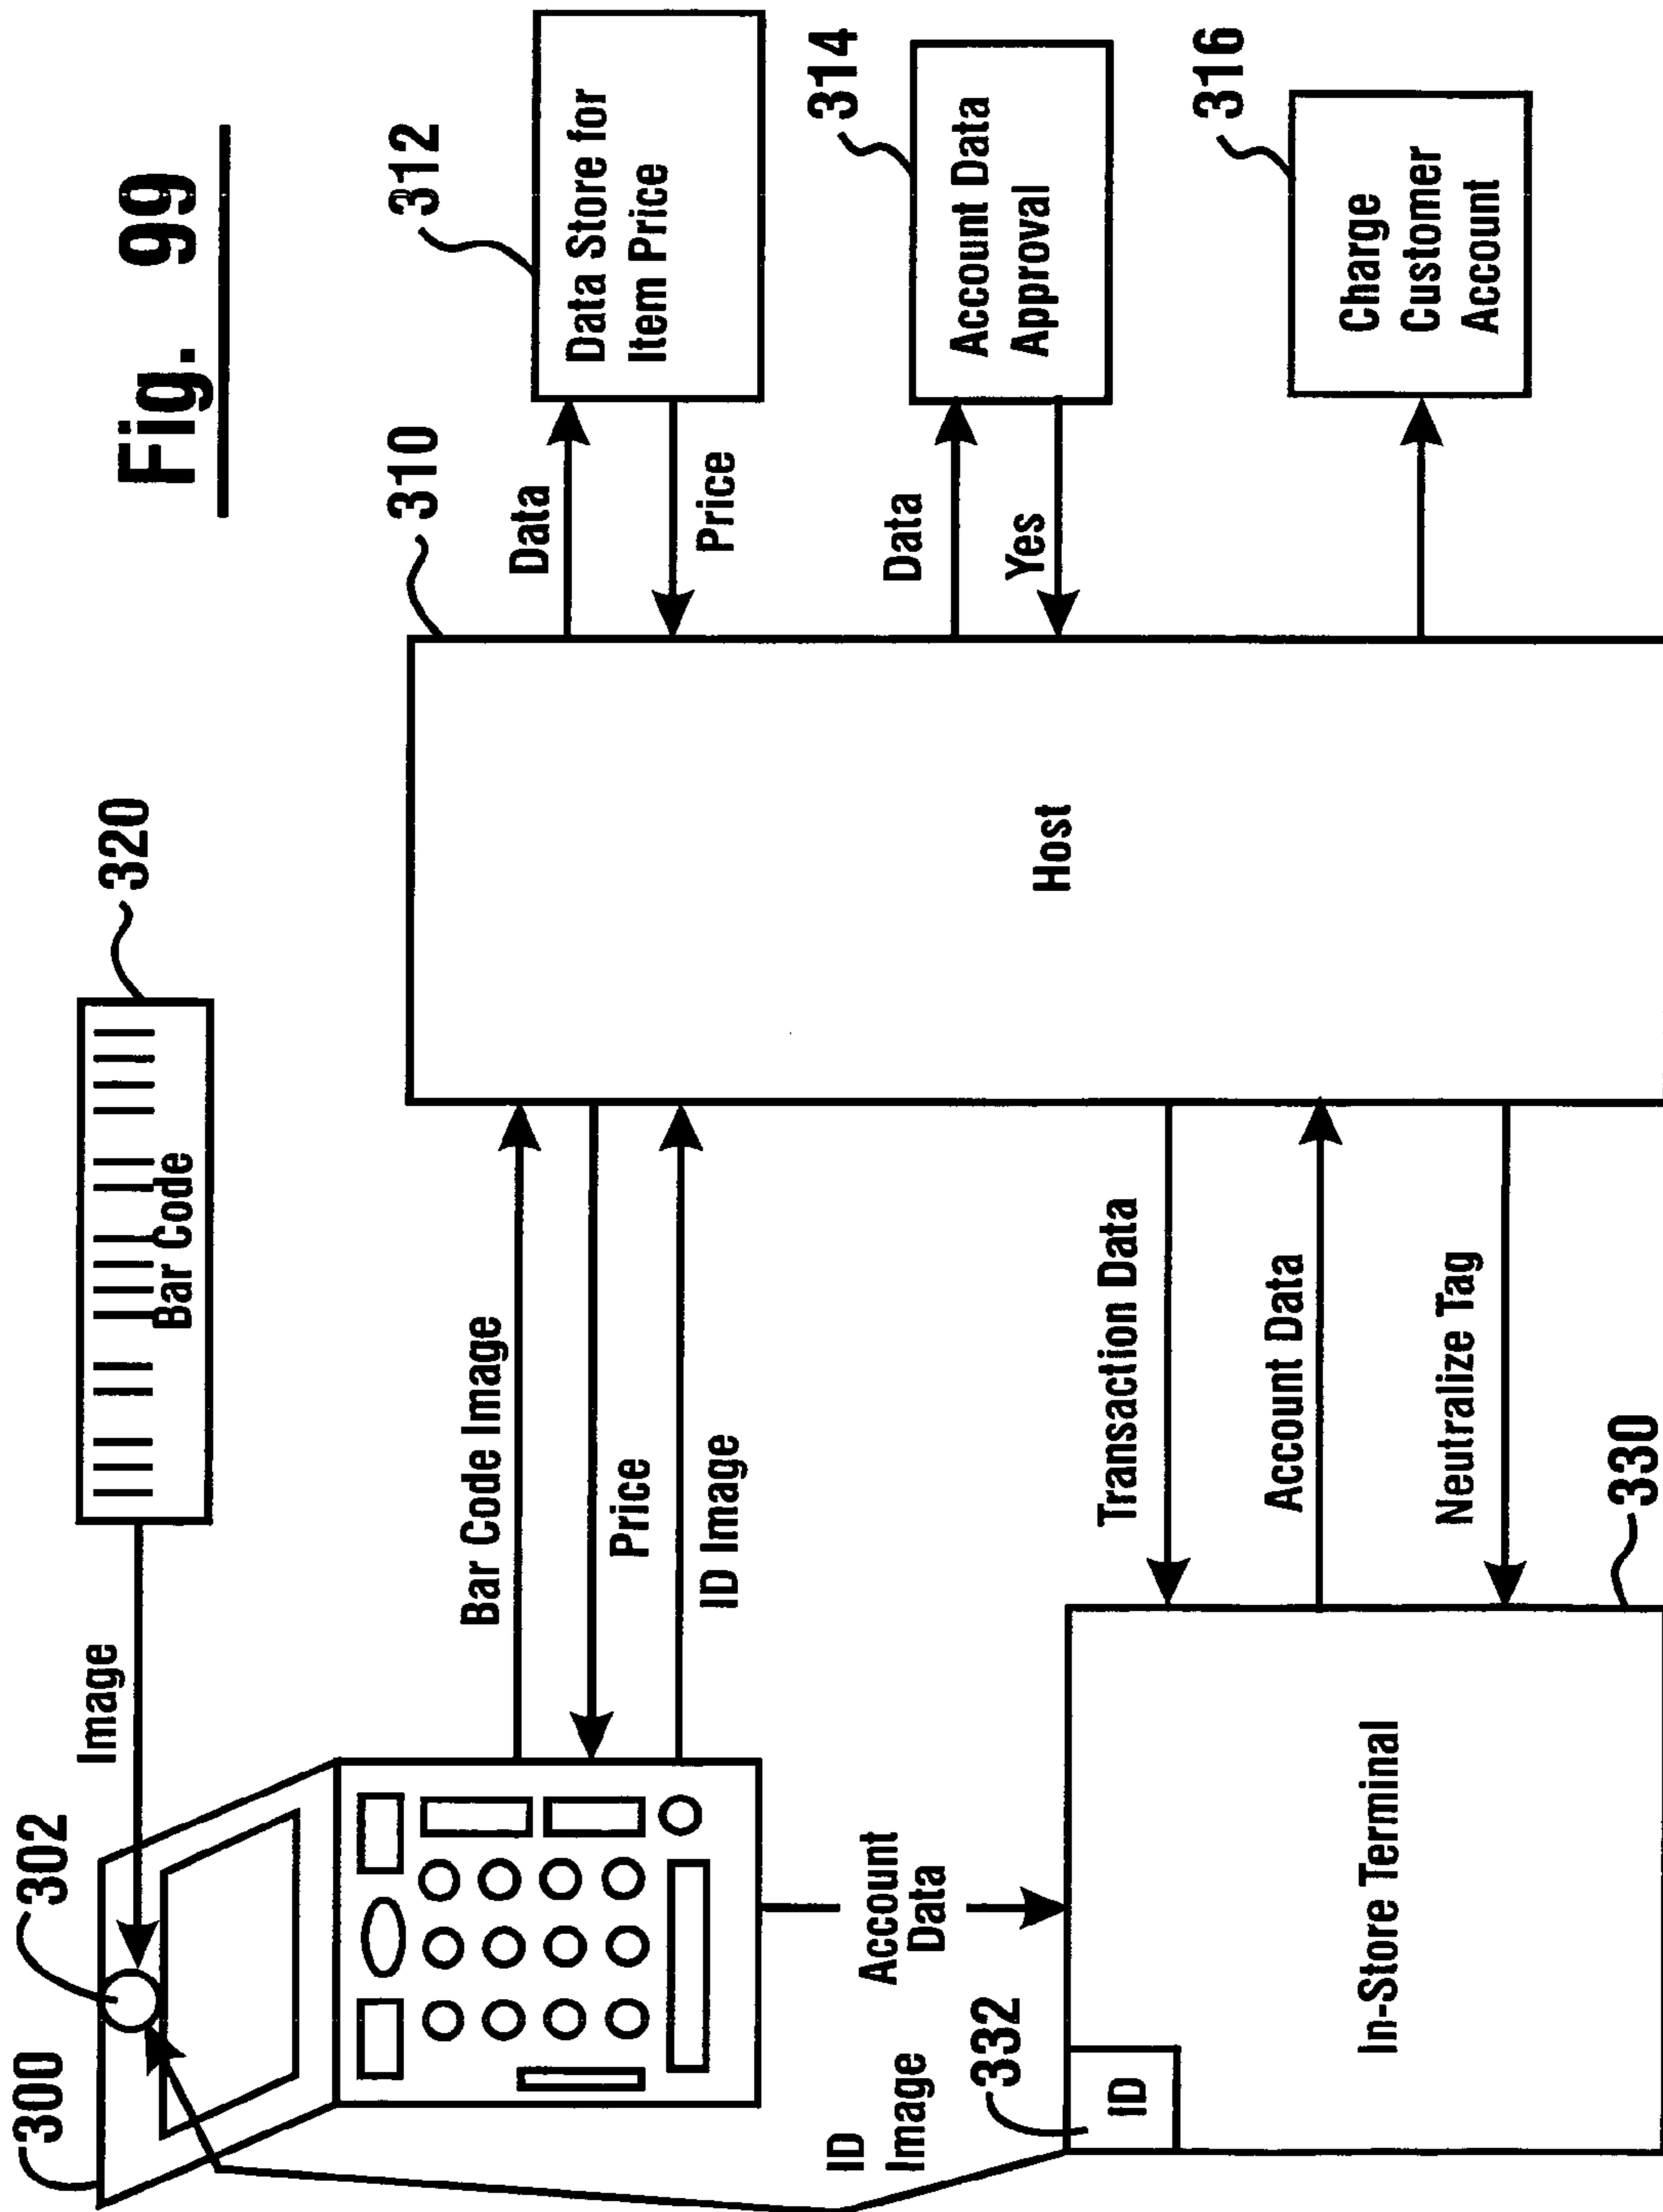 Fig. 99
300
302
Image
320
Bar Code
310
312
Data Store for
Item Price
Data
Price
314
Account Data
Approval
Data
Yes
316
Charge
Customer
Account
Host
Bar Code Image
Price
ID Image
Account
Data
ID
Image
332
ID
In-Store Terminal
Transaction Data
Account Data
Neutralize Tag
330